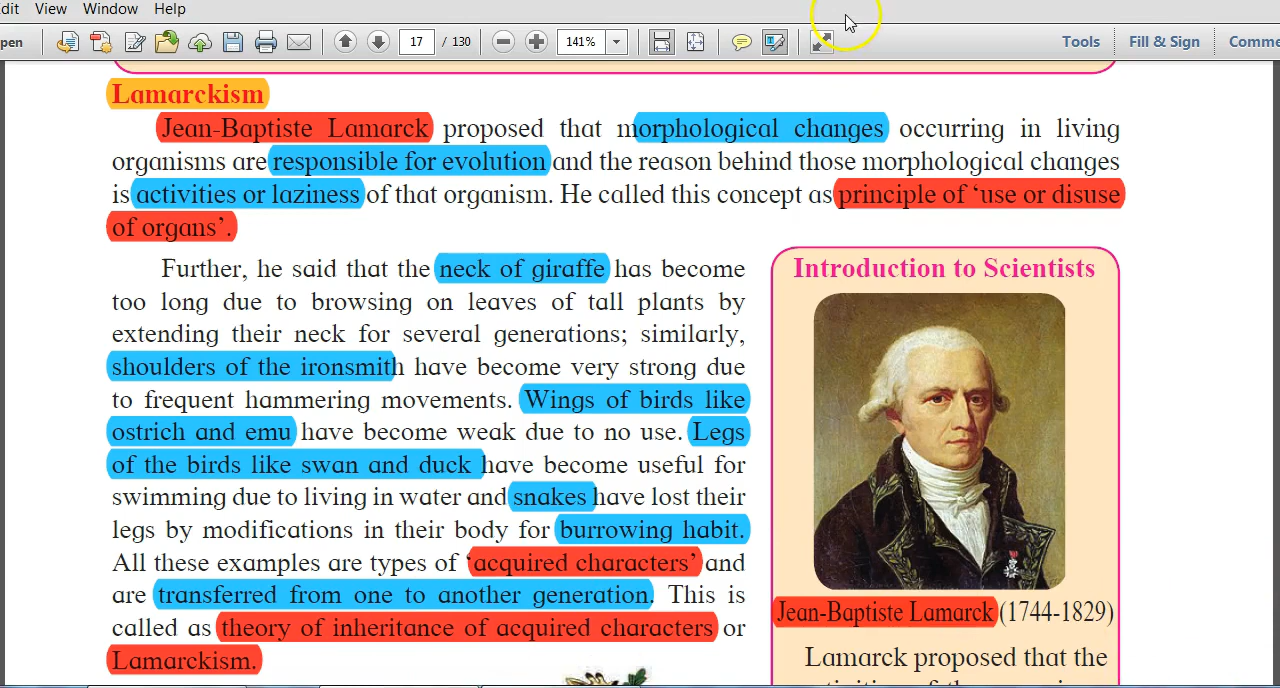 dit View Window Help
pen 17 / 130 141% Tools Fill & Sign Comme
Lamarckism
Jean-Baptiste Lamarck proposed that morphological changes occurring in living
organisms are responsible for evolution and the reason behind those morphological changes
is activities or laziness of that organism. He called this concept as principle of ‘use or disuse
of organs’.
Further, he said that the neck of giraffe has become
too long due to browsing on leaves of tall plants by
extending their neck for several generations; similarly,
shoulders of the ironsmith have become very strong due
to frequent hammering movements. Wings of birds like
ostrich and emu have become weak due to no use. Legs
of the birds like swan and duck have become useful for
swimming due to living in water and snakes have lost their
legs by modifications in their body for burrowing habit.
All these examples are types of ‘acquired characters’ and
are transferred from one to another generation. This is
called as theory of inheritance of acquired characters or
Lamarckism.
Introduction to Scientists
Jean-Baptiste Lamarck (1744-1829)
Lamarck proposed that the